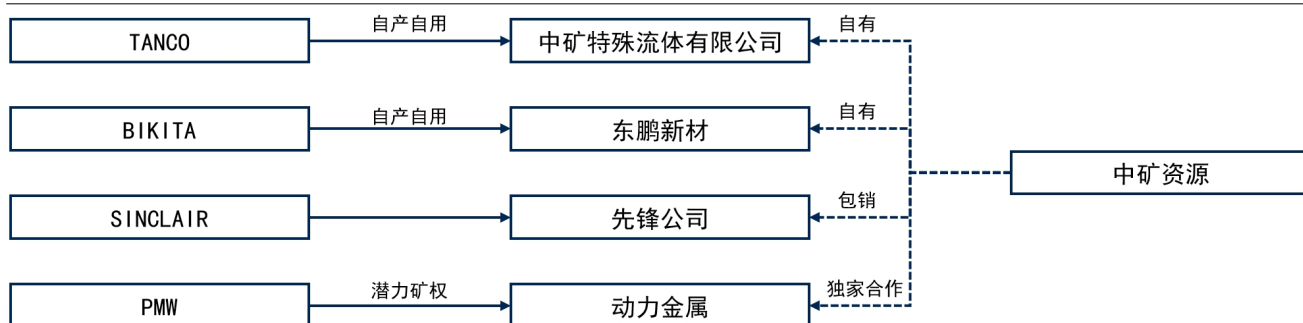 TANCO
自产自用
中矿特殊流体有限公司
自有
BIKITA
自产自用
东鹏新材
自有
中矿资源
SINCLAIR
先锋公司
包销
PMW
潜力矿权
动力金属
独家合作